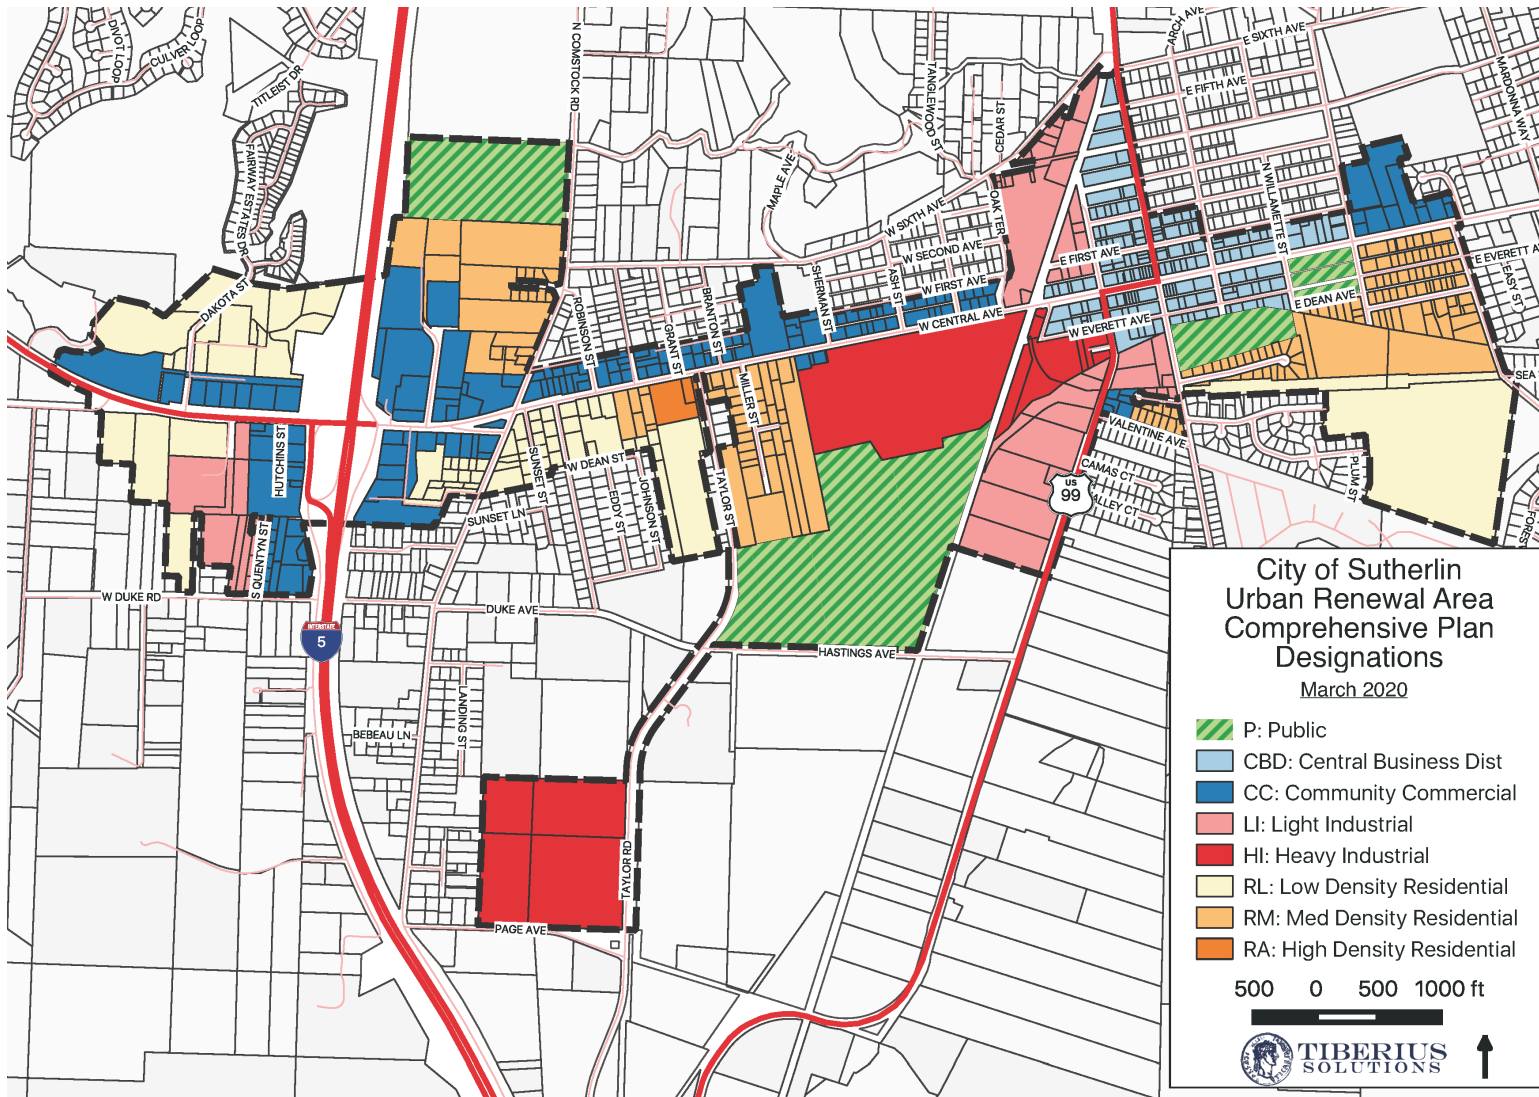 DIVOT LOOP
CULVER LOOP
TITLEIST DR
FAIRWAY ESTATES DR
DAKOTA ST
N COMSTOCK RD
MAPLE AVE
TANGLEWOOD ST
CEDAR ST
OAK TER
ARCH AVE
E SIXTH AVE
E FIFTH AVE
MARDONNA WAY
N WILLAMETTE ST
W SIXTH AVE
W SECOND AVE
W FIRST AVE
W CENTRAL AVE
E FIRST AVE
W EVERETT AVE
E DEAN AVE
E EVERETT A
EASY ST
SEA
SHERMAN ST
ASH ST
BRANTON ST
GRANT ST
ROBINSON ST
MILLER ST
TAYLOR ST
HUTCHINS ST
S QUENTYN ST
SUNSET ST
W DEAN ST
EDDY ST
JOHNSON ST
SUNSET LN
VALENTINE AVE
CAMAS CT
ALLEY CT
PLUM ST
FOREST
US
99
W DUKE RD
DUKE AVE
HASTINGS AVE
INTERSTATE
5
BEBEAU LN
LANDING ST
TAYLOR RD
PAGE AVE
City of Sutherlin
Urban Renewal Area
Comprehensive Plan
Designations
March 2020
P: Public
CBD: Central Business Dist
CC: Community Commercial
LI: Light Industrial
HI: Heavy Industrial
RL: Low Density Residential
RM: Med Density Residential
RA: High Density Residential
500 0 500 1000 ft
TIBERIUS
SOLUTIONS